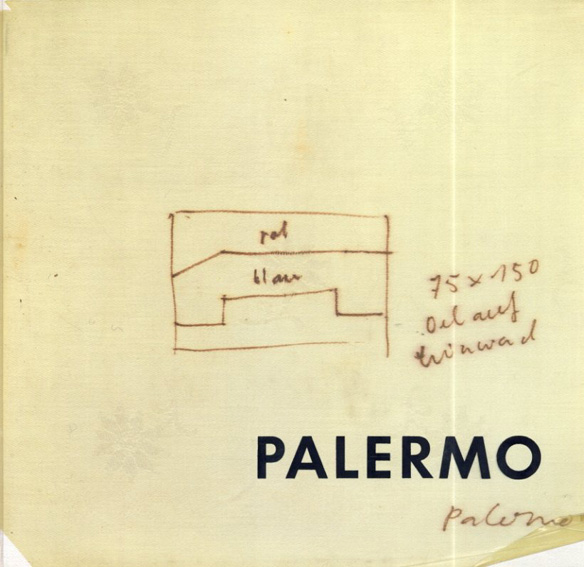 rot
blau
75 x 150
Oel auf
Leinwand
PALERMO
Palermo